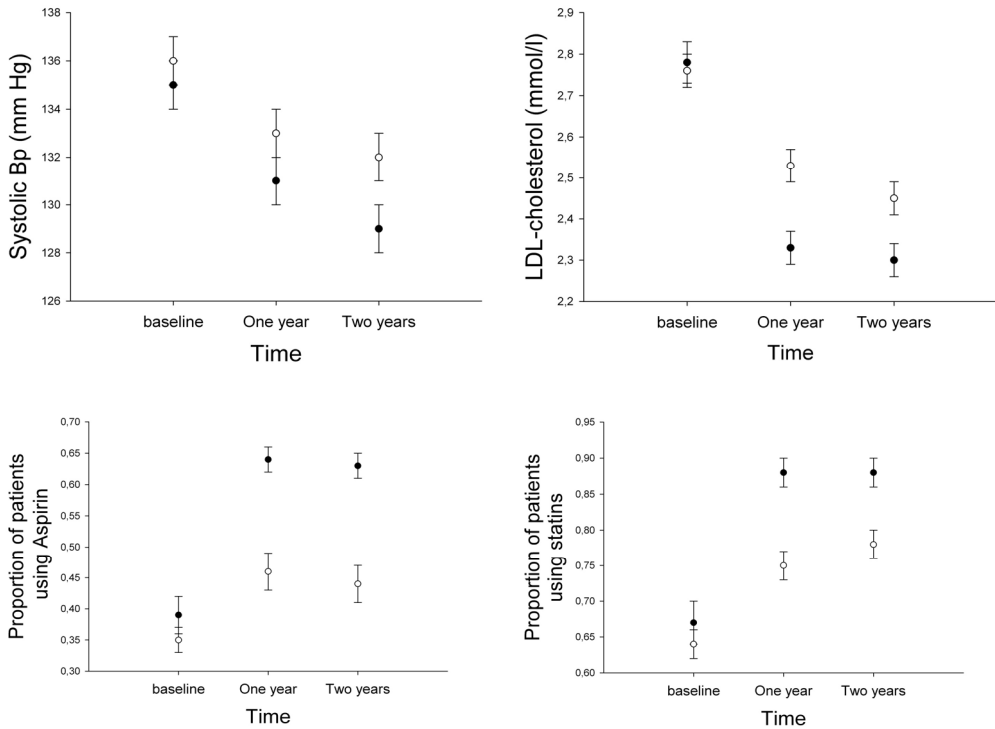 Systolic Bp (mm Hg)
138
136
134
132
130
128
126
baseline
One year
Two years
Time
LDL-cholesterol (mmol/l)
2,9
2,8
2,7
2,6
2,5
2,4
2,3
2,2
baseline
One year
Two years
Time
Proportion of patients
using Aspirin
0,70
0,65
0,60
0,55
0,50
0,45
0,40
0,35
0,30
baseline
One year
Two years
Time
Proportion of patients
using statins
0,95
0,90
0,85
0,80
0,75
0,70
0,65
0,60
baseline
One year
Two years
Time